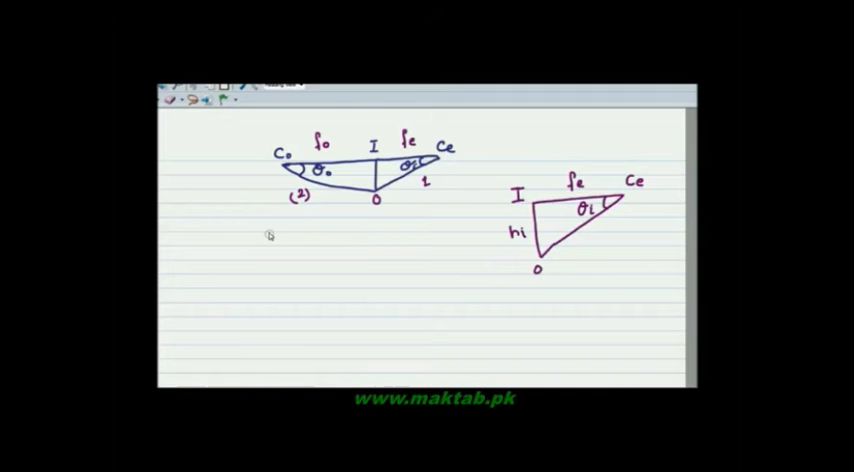 fo I fe
Co Ce
θo θi
(2) 1
O
I fe Ce
θi
hi
O
www.maktab.pk